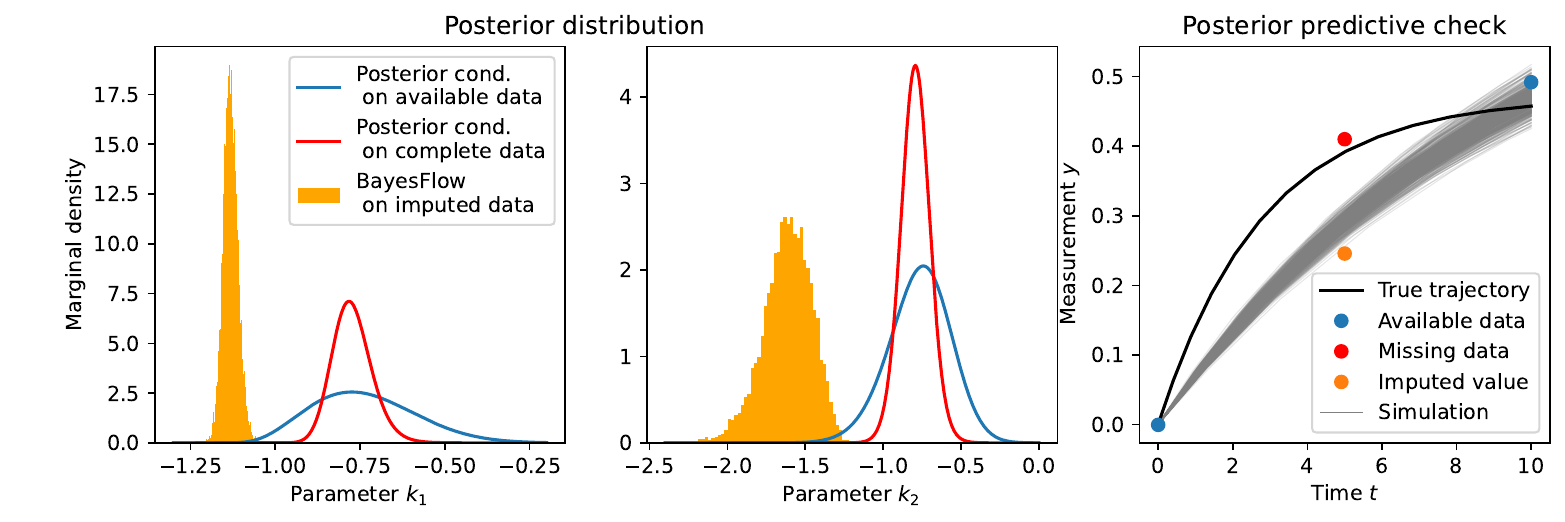 Posterior distribution
Posterior predictive check
Marginal density
17.5
15.0
12.5
10.0
7.5
5.0
2.5
0.0
Posterior cond.
on available data
Posterior cond.
on complete data
BayesFlow
on imputed data
−1.25
−1.00
−0.75
−0.50
−0.25
Parameter k₁
4
3
2
1
0
−2.5
−2.0
−1.5
−1.0
−0.5
0.0
Parameter k₂
Measurement y
0.5
0.4
0.3
0.2
0.1
0.0
True trajectory
Available data
Missing data
Imputed value
Simulation
0
2
4
6
8
10
Time t